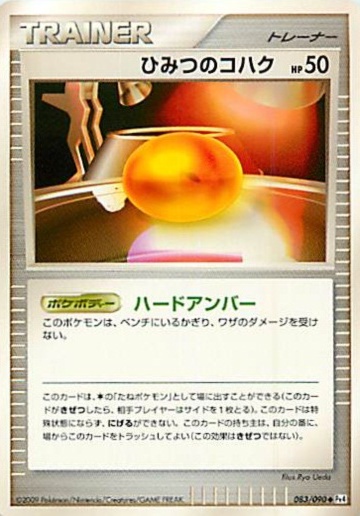 TRAINER トレーナー
ひみつのコハク HP 50
ポケボディー ハードアンバー
このポケモンは、ベンチにいるかぎり、ワザのダメージを受け
ない。
このカードは、✶の「たねポケモン」として場に出すことができる(このカー
ドがきぜつしたら、相手プレイヤーはサイドを1枚とる)。このカードは特
殊状態にならず、にげるができない。このカードの持ち主は、自分の番に、
場からこのカードをトラッシュしてよい(この効果はきぜつではない)。
Illus. Ryo Ueda
©2009 Pokémon/Nintendo/Creatures/GAME FREAK. 083/090 ◆ Pt4